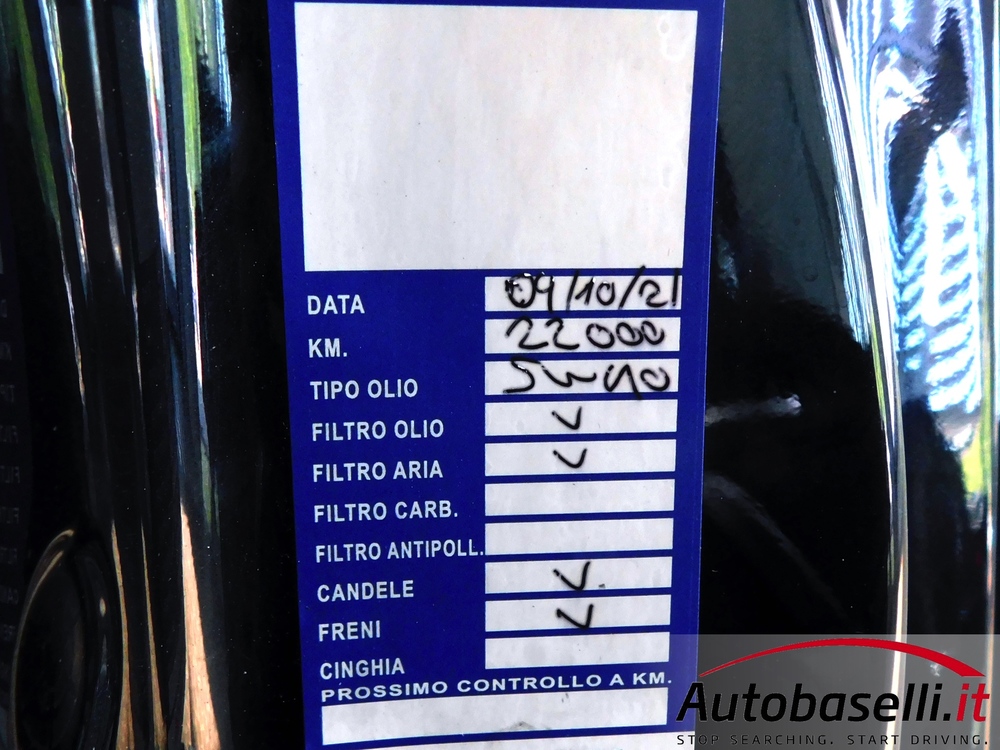 DATA 09/10/21
KM. 22000
TIPO OLIO 5W40
FILTRO OLIO ✓
FILTRO ARIA ✓
FILTRO CARB.
FILTRO ANTIPOLL.
CANDELE ✓
FRENI ✓
CINGHIA
PROSSIMO CONTROLLO A KM.
Autobaselli.it
STOP SEARCHING. START DRIVING.